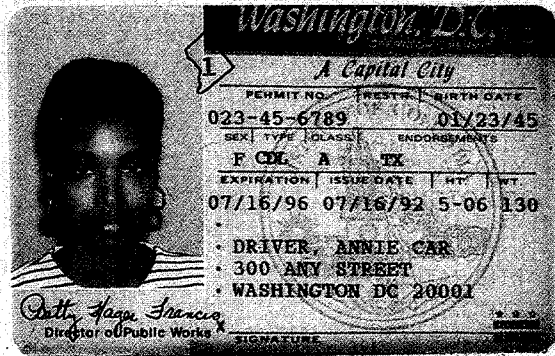 Washington, D.C.
A Capital City
1
PERMIT NO. RESTR. BIRTH DATE
023-45-6789 01/23/45
SEX TYPE CLASS ENDORSEMENTS
F CDL A TX
EXPIRATION ISSUE DATE HT. WT.
07/16/96 07/16/92 5-06 130
DRIVER, ANNIE CAR
300 ANY STREET
WASHINGTON DC 20001
Betty Hager Francis
Director of Public Works
X
SIGNATURE